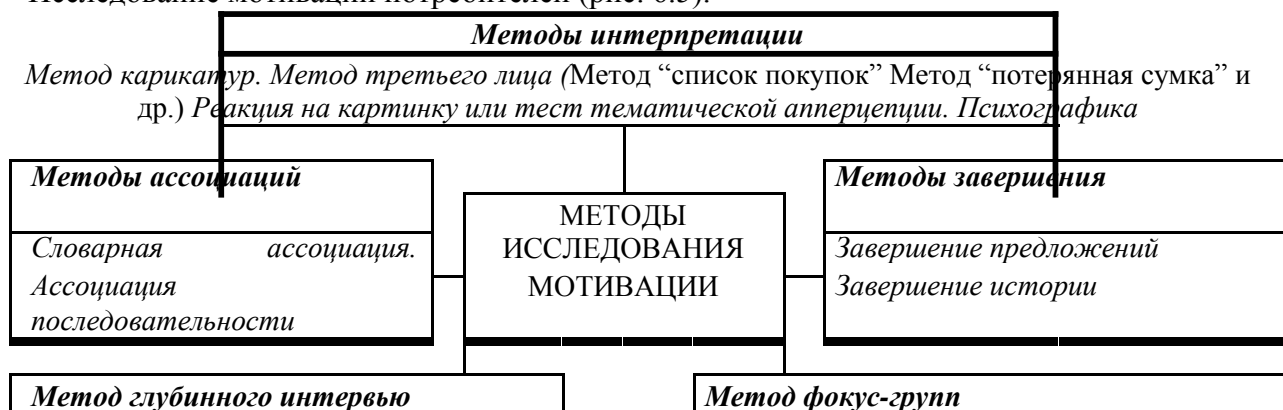 Исследование мотивации потребителей (рис. 6.5).
Методы интерпретации
Метод карикатур. Метод третьего лица (Метод “список покупок” Метод “потерянная сумка” и
др.) Реакция на картинку или тест тематической апперцепции. Психографика
Методы ассоциаций
Словарная ассоциация.
Ассоциация
последовательности
МЕТОДЫ
ИССЛЕДОВАНИЯ
МОТИВАЦИИ
Методы завершения
Завершение предложений
Завершение истории
Метод глубинного интервью
Метод фокус-групп